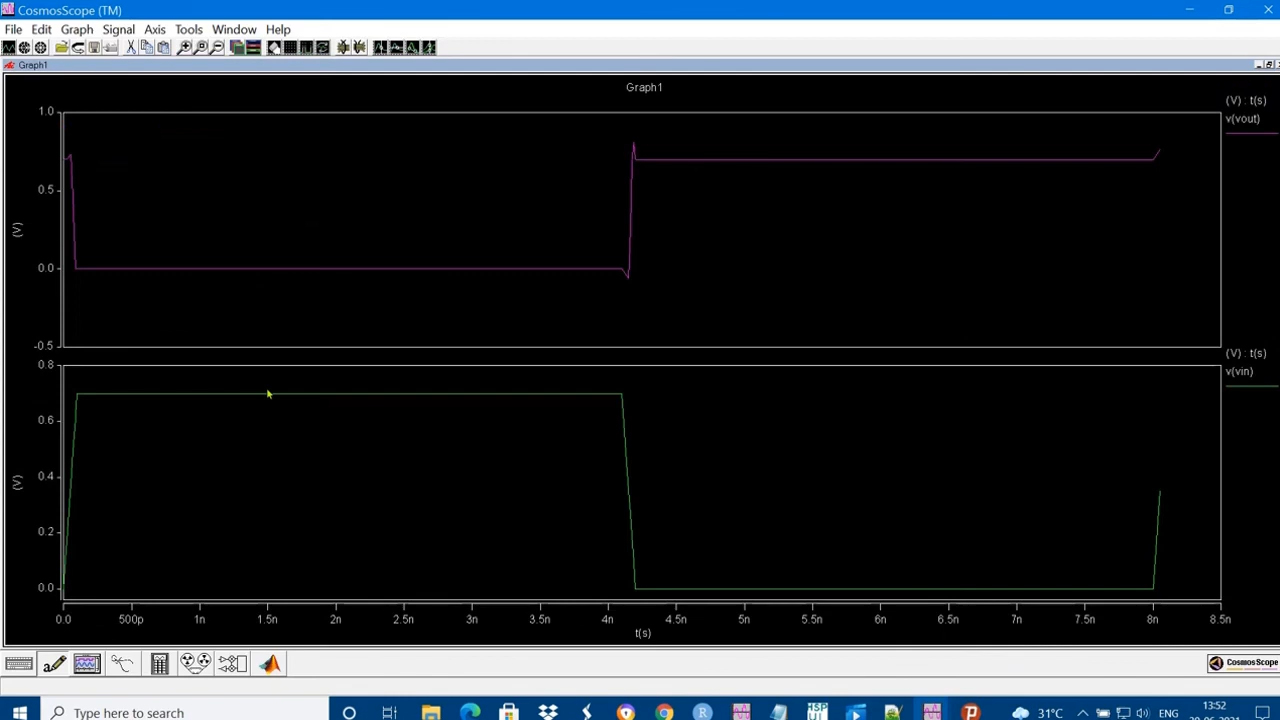 CosmosScope (TM)
File Edit Graph Signal Axis Tools Window Help
Graph1
Graph1
(V) : t(s)
v(vout)
1.0
0.5
0.0
-0.5
(V)
(V) : t(s)
v(vin)
0.8
0.6
0.4
0.2
0.0
(V)
0.0 500p 1n 1.5n 2n 2.5n 3n 3.5n 4n 4.5n 5n 5.5n 6n 6.5n 7n 7.5n 8n 8.5n
t(s)
CosmosScope
Type here to search
31°C
ENG
13:52